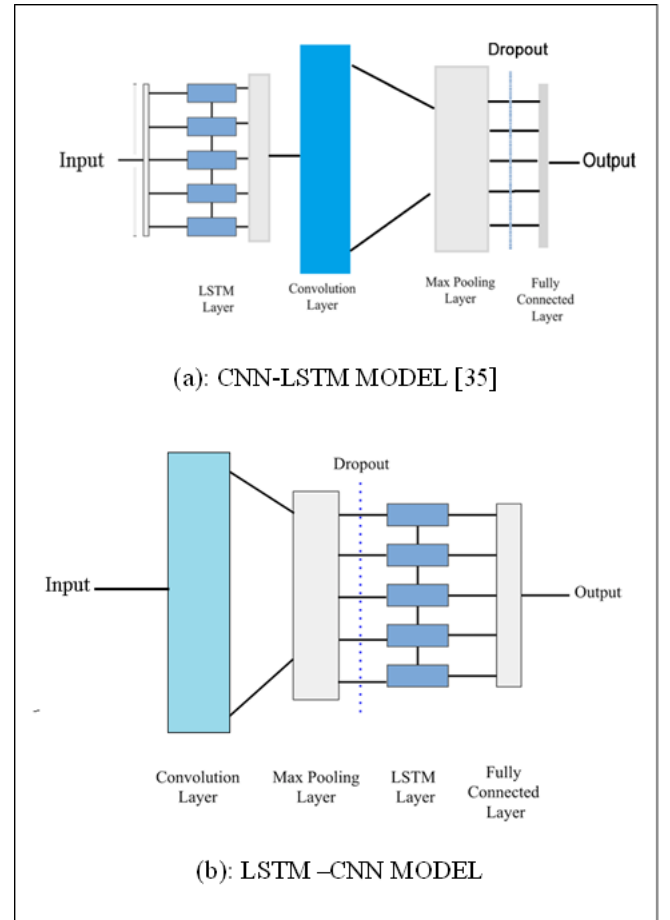 Dropout
Input
Output
LSTM
Layer
Convolution
Layer
Max Pooling
Layer
Fully
Connected
Layer
(a): CNN-LSTM MODEL [35]
Dropout
Input
Output
Convolution
Layer
Max Pooling
Layer
LSTM
Layer
Fully
Connected
Layer
(b): LSTM –CNN MODEL